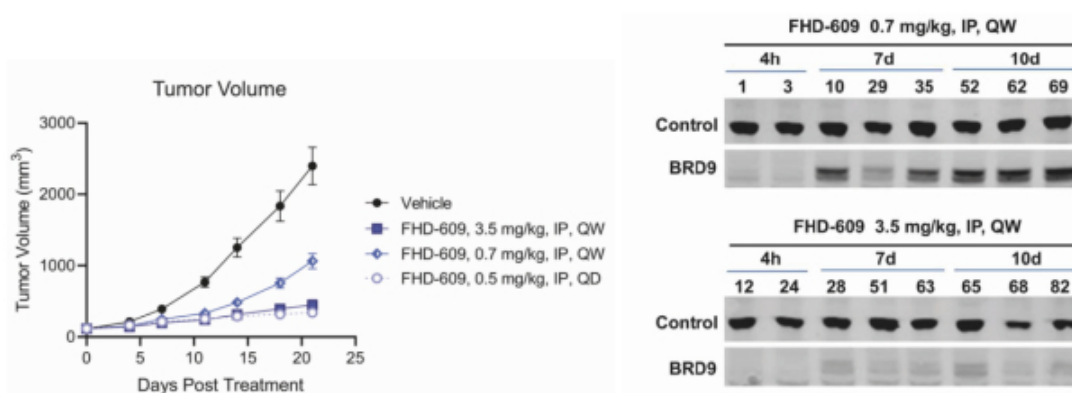 Tumor Volume
3000
2000
1000
0
Tumor Volume (mm³)
0 5 10 15 20 25
Days Post Treatment
Vehicle
FHD-609, 3.5 mg/kg, IP, QW
FHD-609, 0.7 mg/kg, IP, QW
FHD-609, 0.5 mg/kg, IP, QD
FHD-609 0.7 mg/kg, IP, QW
4h 7d 10d
1 3 10 29 35 52 62 69
Control
BRD9
FHD-609 3.5 mg/kg, IP, QW
4h 7d 10d
12 24 28 51 63 65 68 82
Control
BRD9